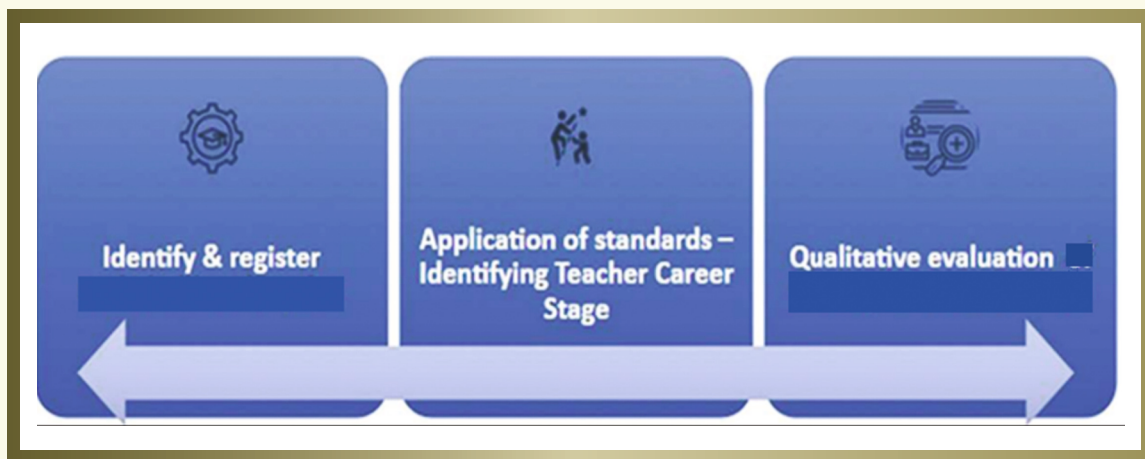 Identify & register
Application of standards –
Identifying Teacher Career
Stage
Qualitative evaluation